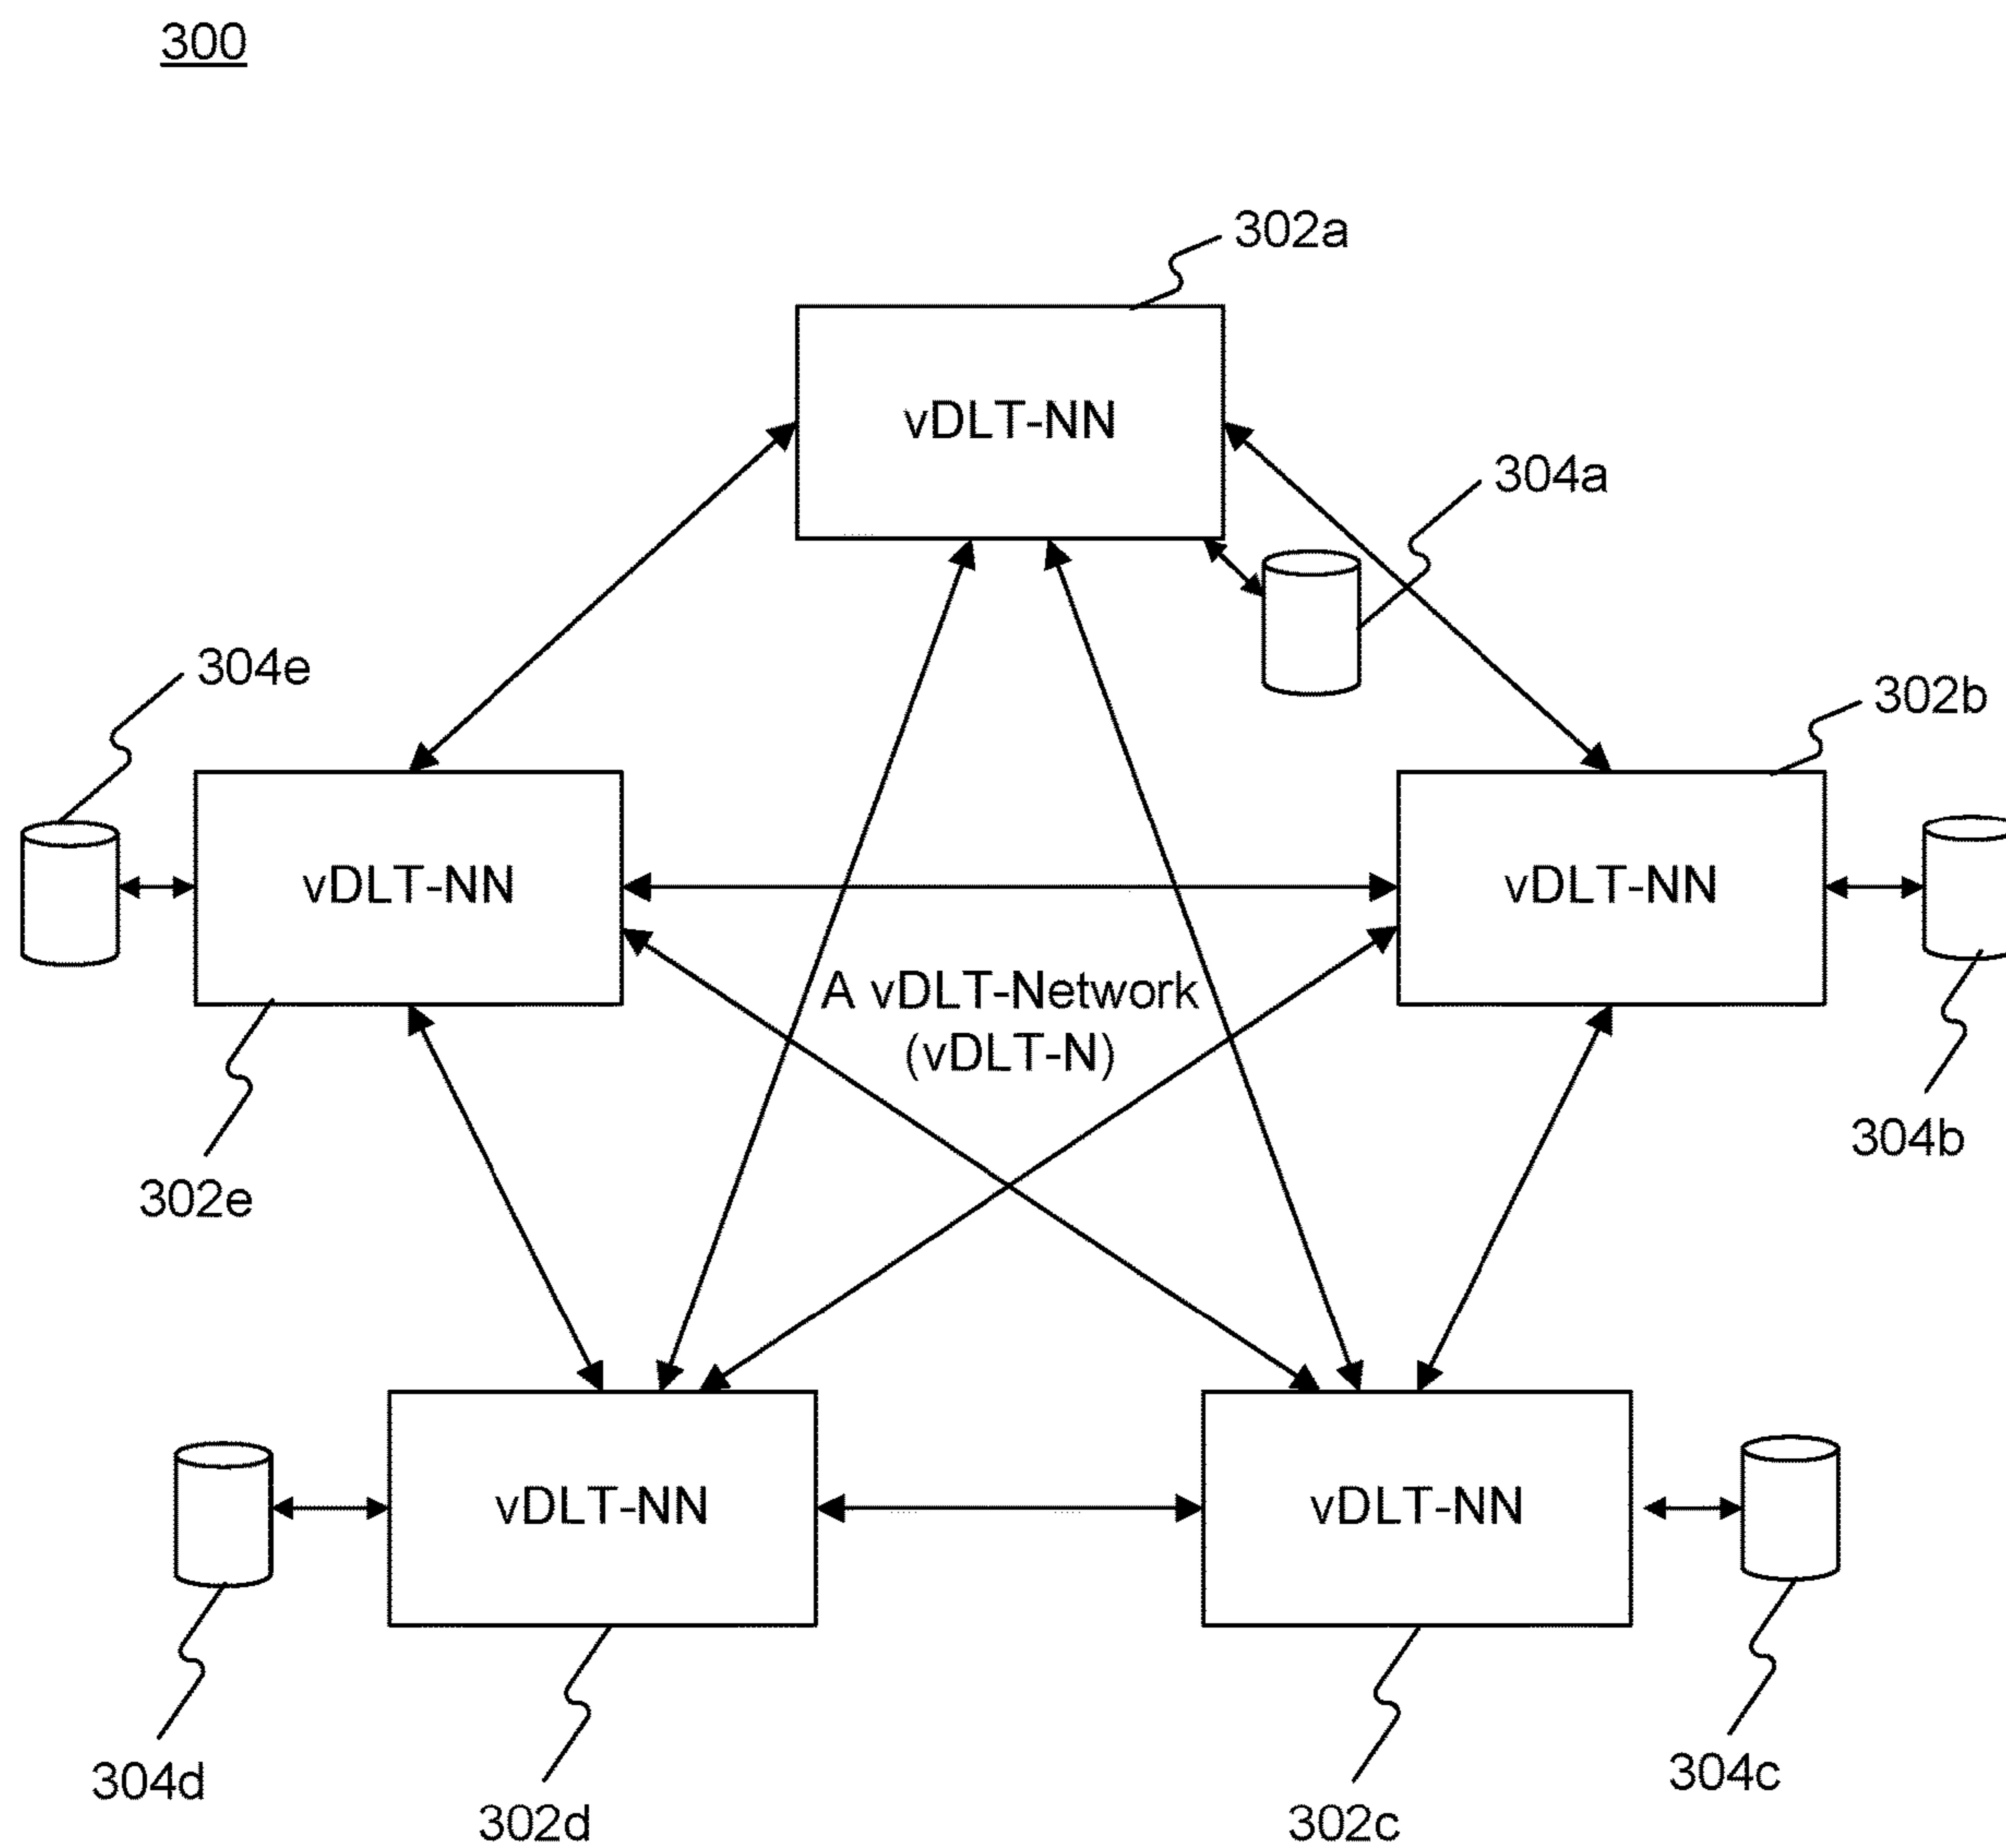 300
302a
vDLT-NN
304a
304e
302b
vDLT-NN
vDLT-NN
A vDLT-Network
(vDLT-N)
304b
302e
vDLT-NN
vDLT-NN
304d
304c
302d
302c